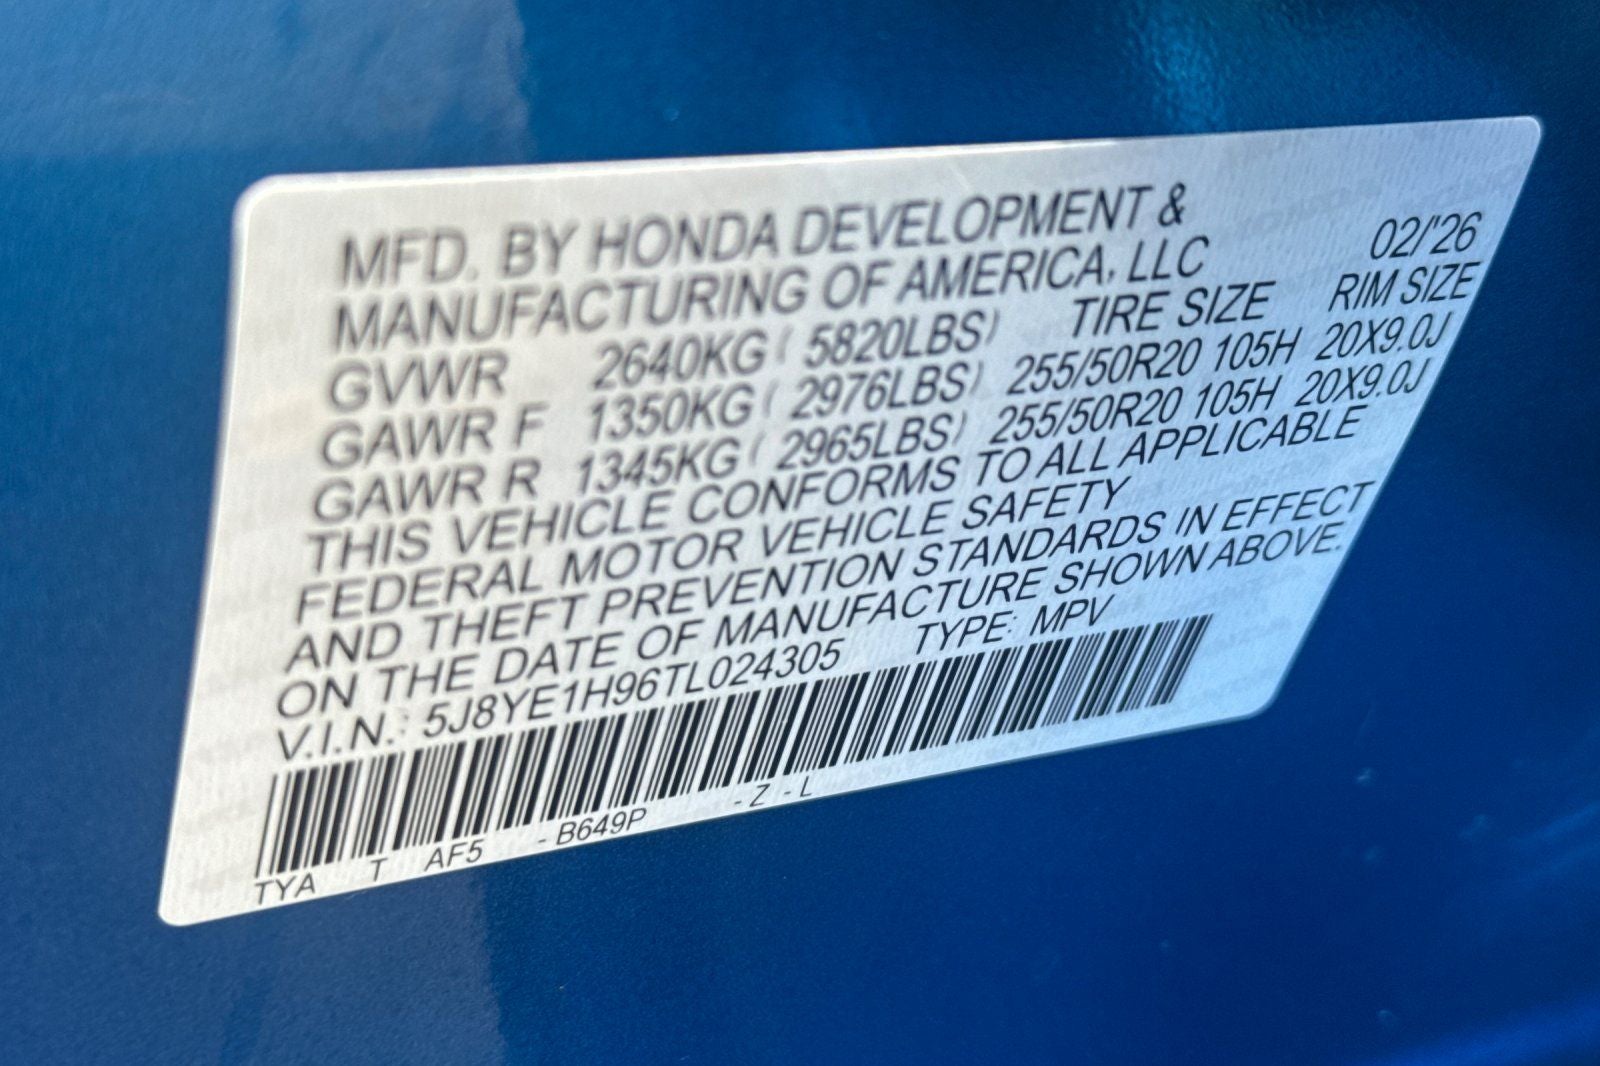 MFD. BY HONDA DEVELOPMENT &
MANUFACTURING OF AMERICA, LLC 02/'26
GVWR 2640KG ( 5820LBS) TIRE SIZE RIM SIZE
GAWR F 1350KG ( 2976LBS) 255/50R20 105H 20X9.0J
GAWR R 1345KG ( 2965LBS) 255/50R20 105H 20X9.0J
THIS VEHICLE CONFORMS TO ALL APPLICABLE
FEDERAL MOTOR VEHICLE SAFETY
AND THEFT PREVENTION STANDARDS IN EFFECT
ON THE DATE OF MANUFACTURE SHOWN ABOVE.
V.I.N.: 5J8YE1H96TL024305 TYPE: MPV
TYA T AF5 - B649P - Z - L